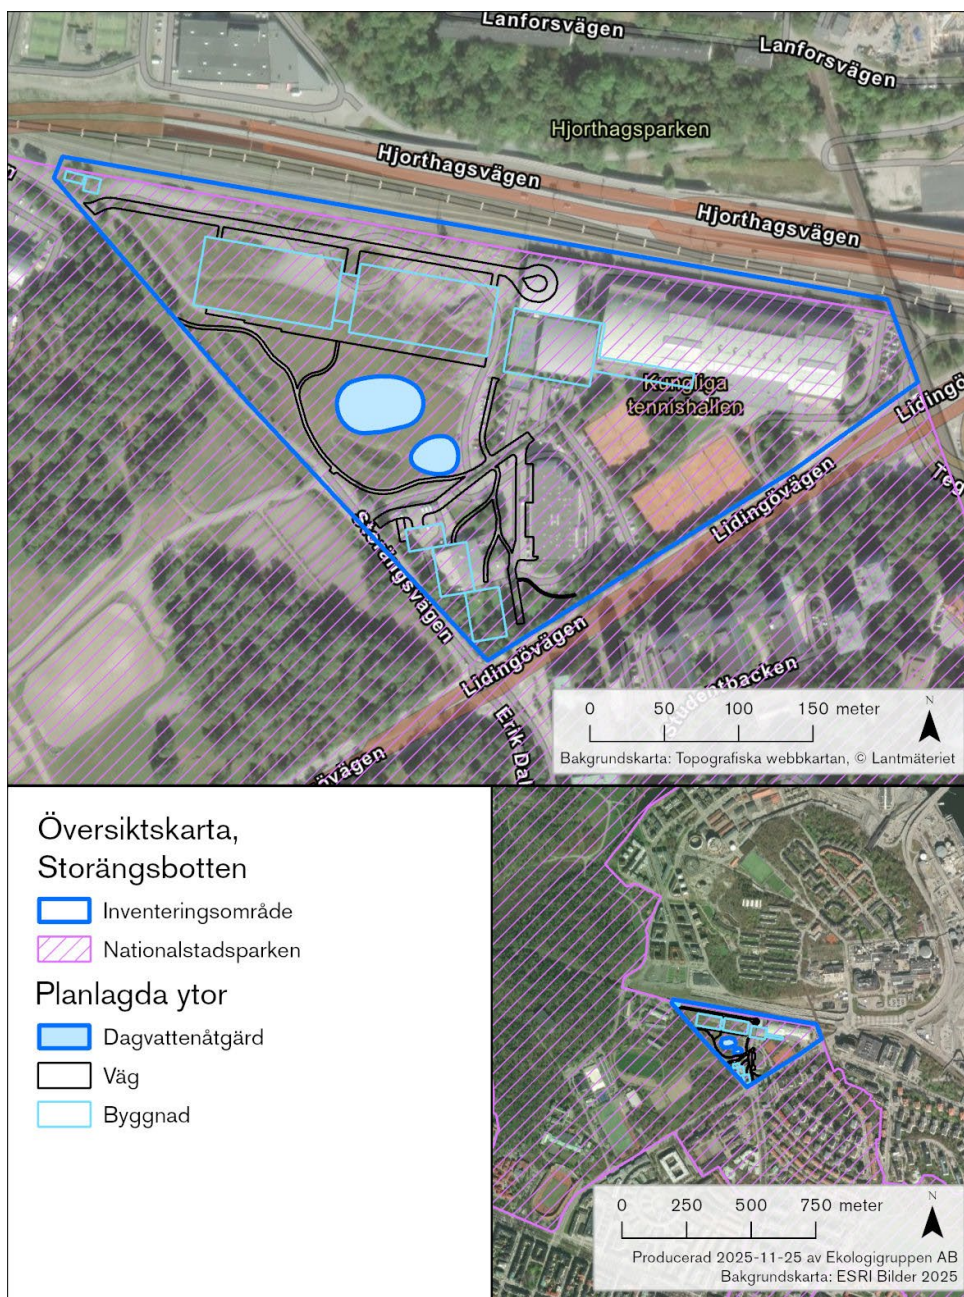 Lanforsvägen
Lanforsvägen
Hjorthagsparken
Hjorthagsvägen
Hjorthagsvägen
n
Kungliga
tennishallen
Lidingö
Lidingövägen
Teg
Storängsvägen
Lidingövägen
Studentbacken
Erik Dal
gövägen
0 50 100 150 meter
N
Bakgrundskarta: Topografiska webbkartan, © Lantmäteriet
Översiktskarta,
Storängsbotten
Inventeringsområde
Nationalstadsparken
Planlagda ytor
Dagvattenåtgärd
Väg
Byggnad
0 250 500 750 meter
N
Producerad 2025-11-25 av Ekologigruppen AB
Bakgrundskarta: ESRI Bilder 2025